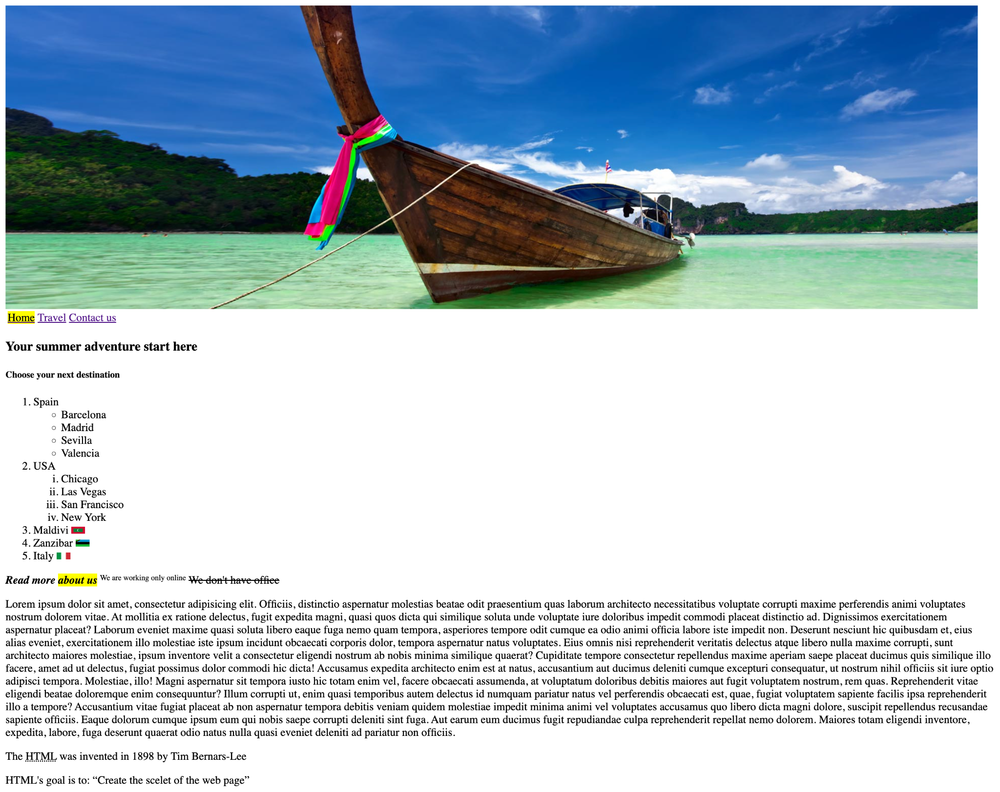 Home Travel Contact us
Your summer adventure start here
Choose your next destination
1. Spain
○ Barcelona
○ Madrid
○ Sevilla
○ Valencia
2. USA
i. Chicago
ii. Las Vegas
iii. San Francisco
iv. New York
3. Maldivi
4. Zanzibar
5. Italy
Read more about us We are working only online We don't have office
Lorem ipsum dolor sit amet, consectetur adipisicing elit. Officiis, distinctio aspernatur molestias beatae odit praesentium quas laborum architecto necessitatibus voluptate corrupti maxime perferendis animi voluptates
nostrum dolorem vitae. At mollitia ex ratione delectus, fugit expedita magni, quasi quos dicta qui similique soluta unde voluptate iure doloribus impedit commodi placeat distinctio ad. Dignissimos exercitationem
aspernatur placeat? Laborum eveniet maxime quasi soluta libero eaque fuga nemo quam tempora, asperiores tempore odit cumque ea odio animi officia labore iste impedit non. Deserunt nesciunt hic quibusdam et, eius
alias eveniet, exercitationem illo molestiae iste ipsum incidunt obcaecati corporis dolor, tempora aspernatur natus voluptates. Eius omnis nisi reprehenderit veritatis delectus atque libero nulla maxime corrupti, sunt
architecto maiores molestiae, ipsum inventore velit a consectetur eligendi nostrum ab nobis minima similique quaerat? Cupiditate tempore consectetur repellendus maxime aperiam saepe placeat ducimus quis similique illo
facere, amet ad ut delectus, fugiat possimus dolor commodi hic dicta! Accusamus expedita architecto enim est at natus, accusantium aut ducimus deleniti cumque excepturi consequatur, ut nostrum nihil officiis sit iure optio
adipisci tempora. Molestiae, illo! Magni aspernatur sit tempora iusto hic totam enim vel, facere obcaecati assumenda, at voluptatum doloribus debitis maiores aut fugit voluptatem nostrum, rem quas. Reprehenderit vitae
eligendi beatae doloremque enim consequuntur? Illum corrupti ut, enim quasi temporibus autem delectus id numquam pariatur natus vel perferendis obcaecati est, quae, fugiat voluptatem sapiente facilis ipsa reprehenderit
illo a tempore? Accusantium vitae fugiat placeat ab non aspernatur tempora debitis veniam quidem molestiae impedit minima animi vel voluptates accusamus quo libero dicta magni dolore, suscipit repellendus recusandae
sapiente officiis. Eaque dolorum cumque ipsum eum qui nobis saepe corrupti deleniti sint fuga. Aut earum eum ducimus fugit repudiandae culpa reprehenderit repellat nemo dolorem. Maiores totam eligendi inventore,
expedita, labore, fuga deserunt quaerat odio natus nulla quasi eveniet deleniti ad pariatur non officiis.
The HTML was invented in 1898 by Tim Bernars-Lee
HTML's goal is to: “Create the scelet of the web page”